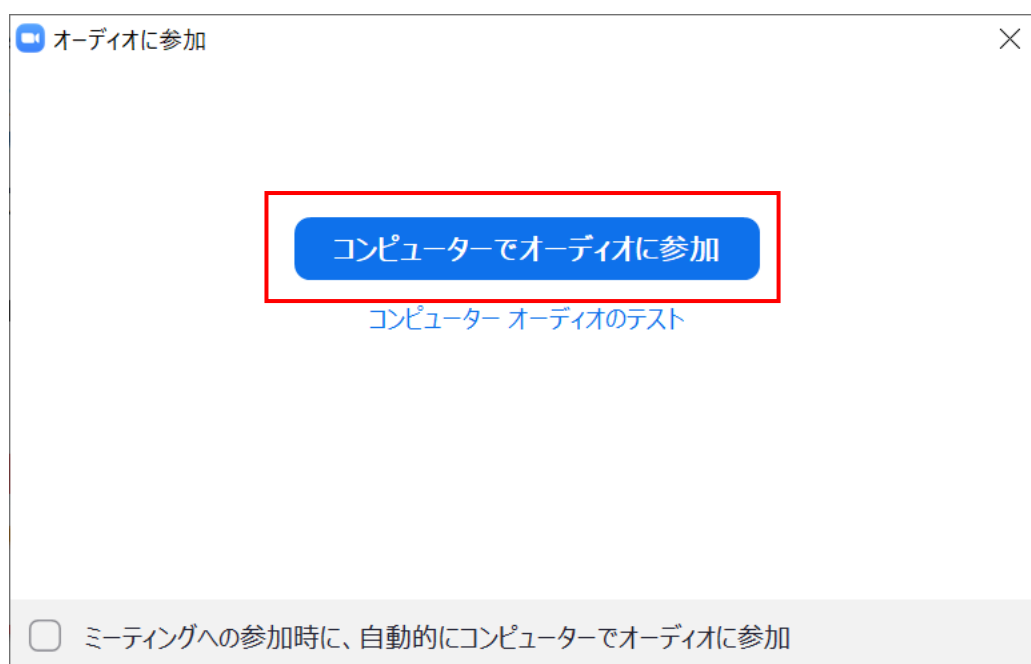 オーディオに参加
コンピューターでオーディオに参加
コンピューター オーディオのテスト
ミーティングへの参加時に、自動的にコンピューターでオーディオに参加